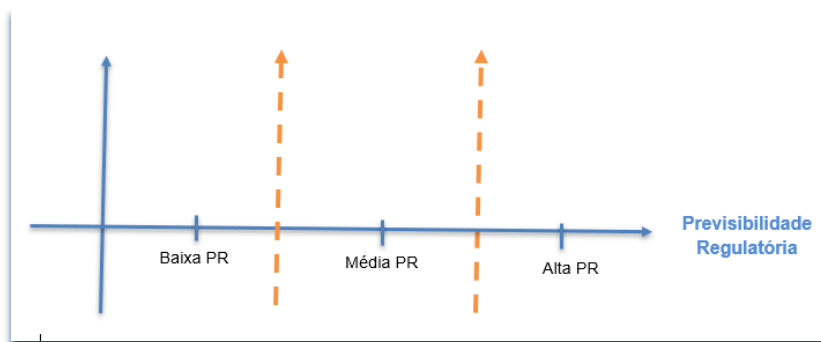 Previsibilidade
Regulatória
Baixa PR
Média PR
Alta PR